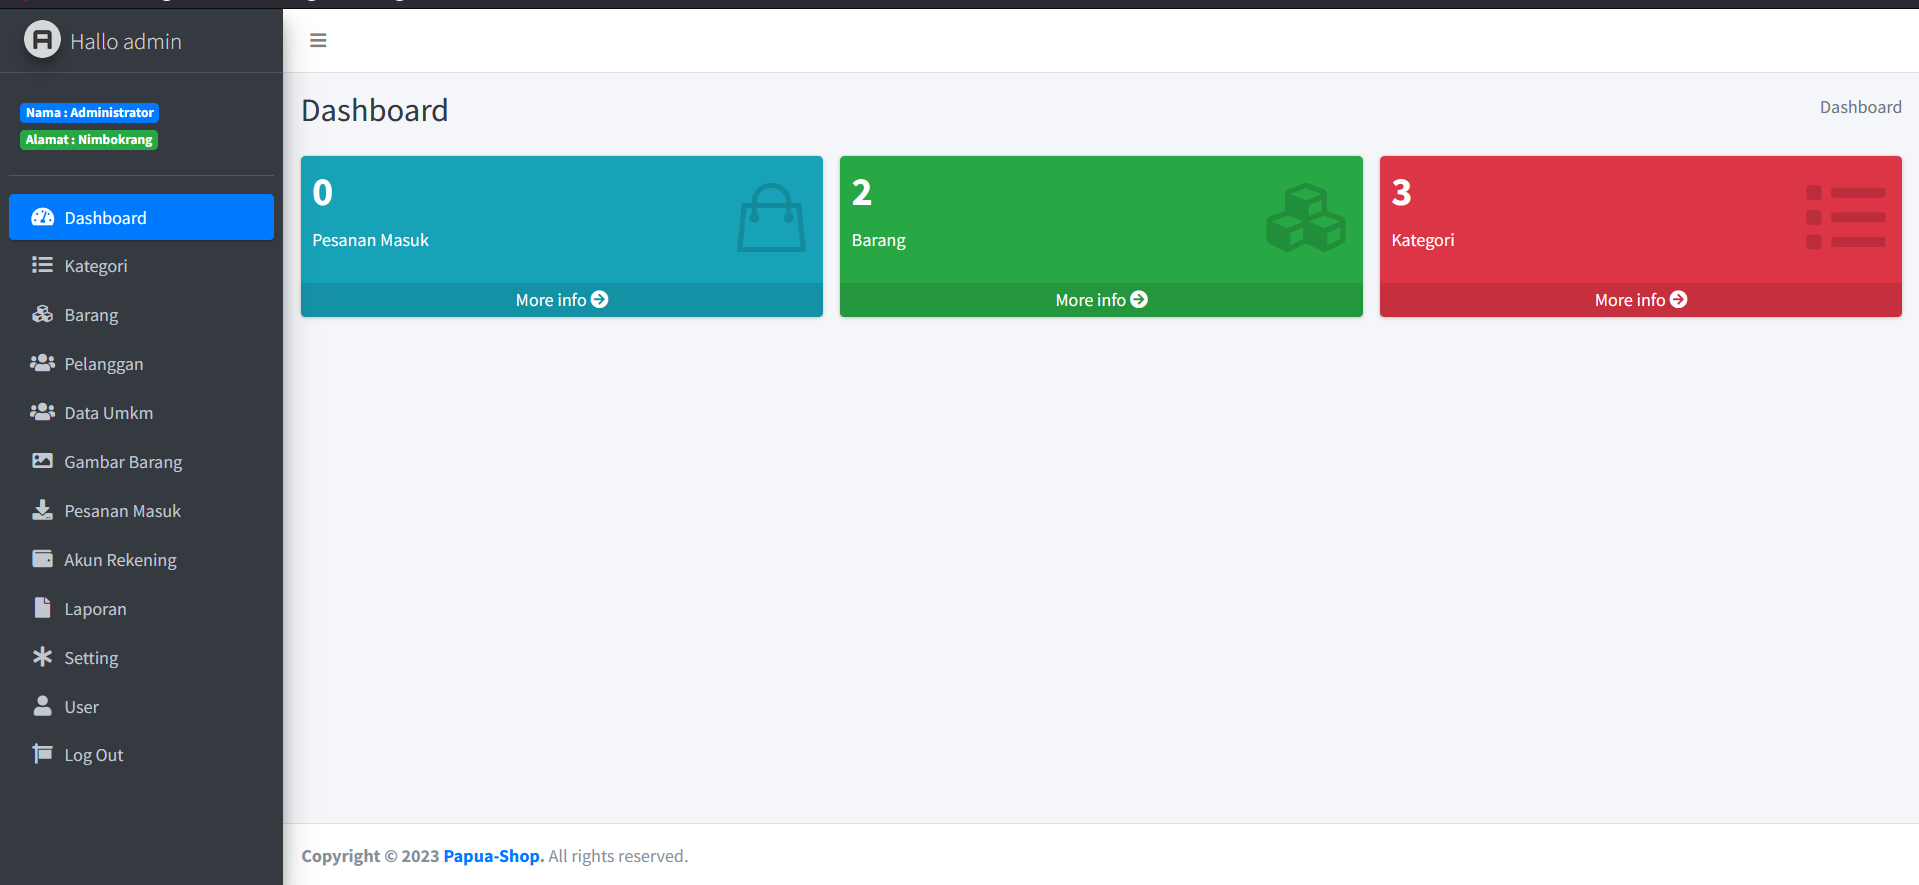 Hallo admin
Nama : Administrator
Alamat : Nimbokrang
Dashboard
Kategori
Barang
Pelanggan
Data Umkm
Gambar Barang
Pesanan Masuk
Akun Rekening
Laporan
Setting
User
Log Out
Dashboard
Dashboard
0
Pesanan Masuk
More info
2
Barang
More info
3
Kategori
More info
Copyright © 2023 Papua-Shop. All rights reserved.